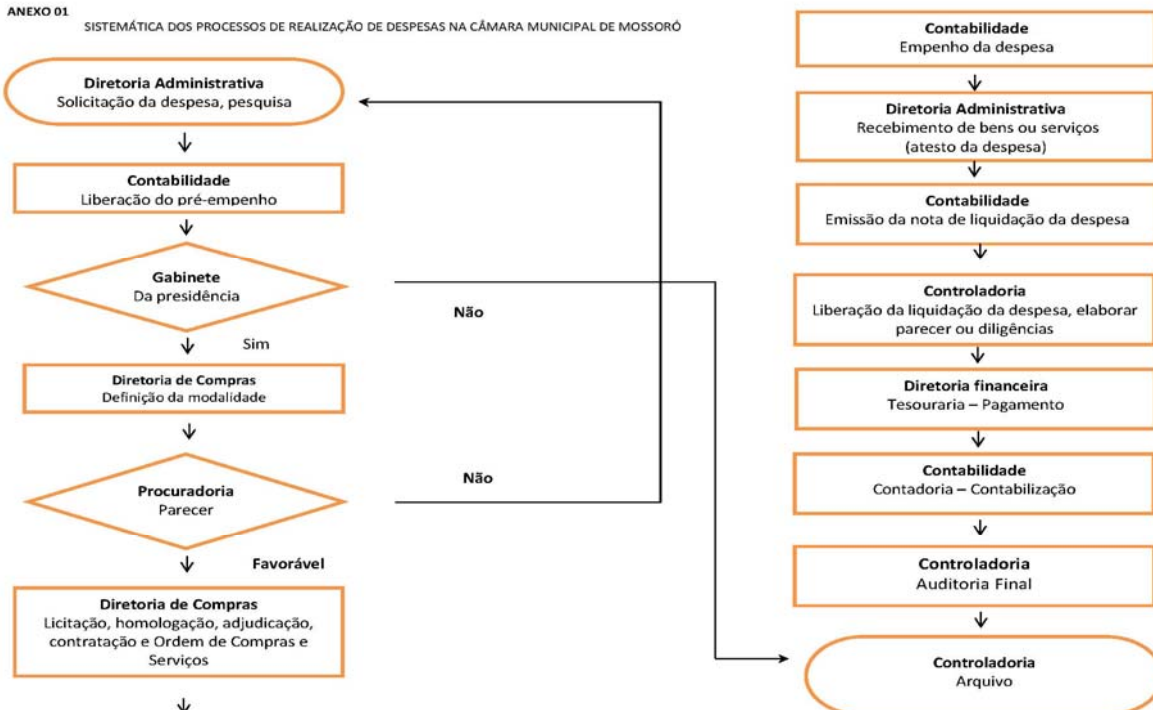 ANEXO 01
SISTEMÁTICA DOS PROCESSOS DE REALIZAÇÃO DE DESPESAS NA CÂMARA MUNICIPAL DE MOSSORÓ
Diretoria Administrativa
Solicitação da despesa, pesquisa
Contabilidade
Liberação do pré-empenho
Gabinete
Da presidência
Não
Sim
Diretoria de Compras
Definição da modalidade
Procuradoria
Parecer
Não
Favorável
Diretoria de Compras
Licitação, homologação, adjudicação,
contratação e Ordem de Compras e
Serviços
Contabilidade
Empenho da despesa
Diretoria Administrativa
Recebimento de bens ou serviços
(atesto da despesa)
Contabilidade
Emissão da nota de liquidação da despesa
Controladoria
Liberação da liquidação da despesa, elaborar
parecer ou diligências
Diretoria financeira
Tesouraria – Pagamento
Contabilidade
Contadoria – Contabilização
Controladoria
Auditoria Final
Controladoria
Arquivo